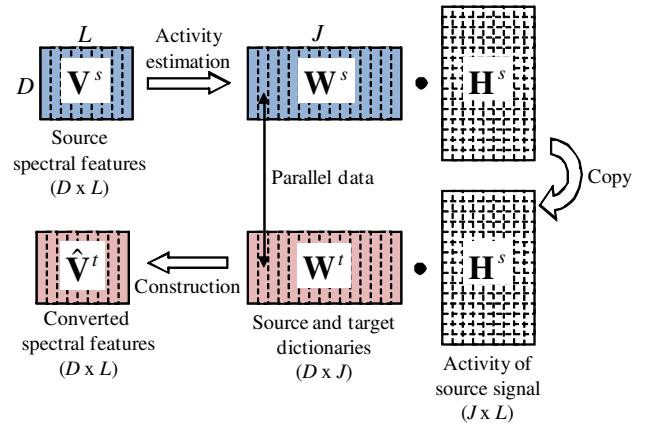 L
D
V s
Source
spectral features
(D x L)
Activity
estimation
J
W s
H s
Copy
Parallel data
V̂ t
Converted
spectral features
(D x L)
Construction
W t
Source and target
dictionaries
(D x J)
H s
Activity of
source signal
(J x L)